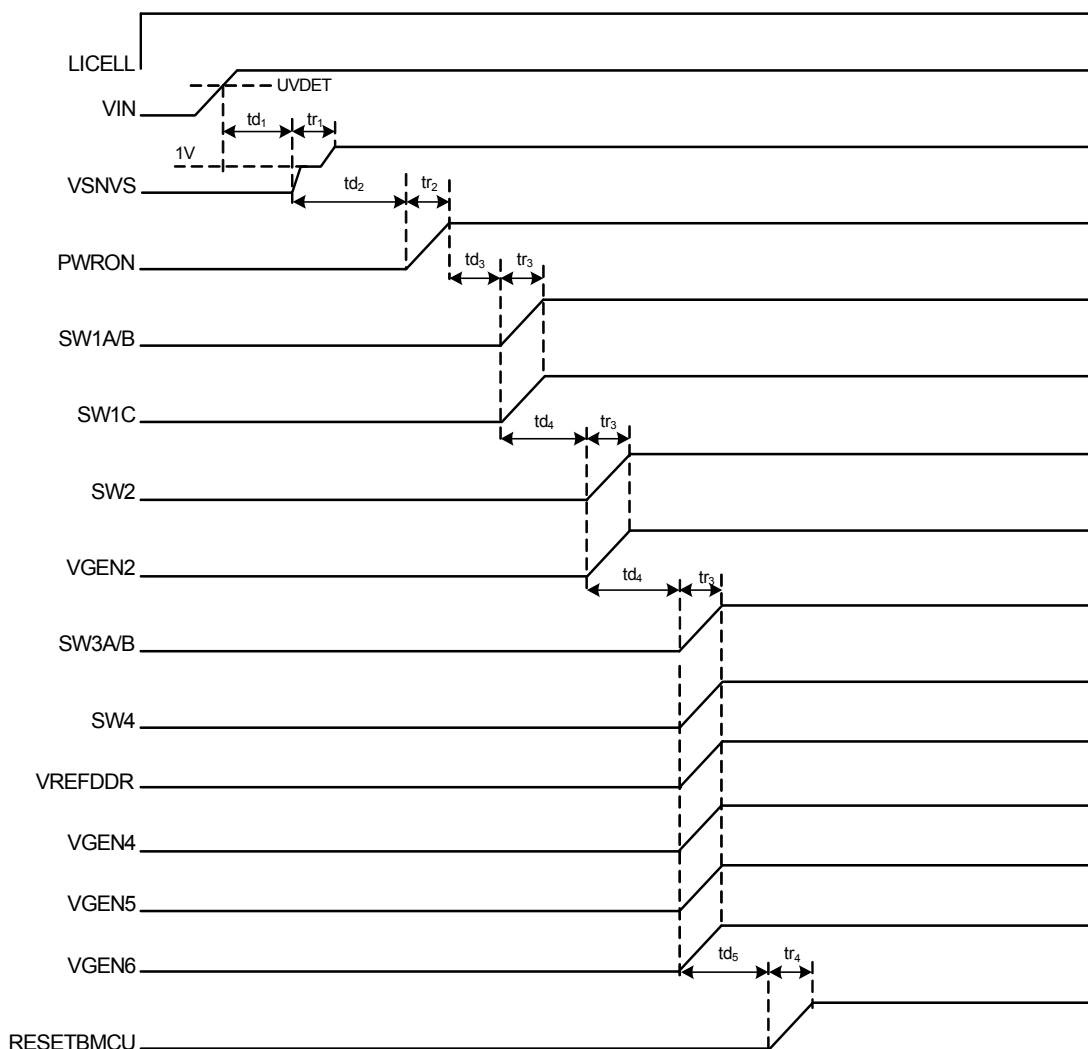 LICELL
UVDET
VIN
td₁ tr₁
1V
VSNVS
td₂ tr₂
PWRON
td₃ tr₃
SW1A/B
SW1C
td₄ tr₃
SW2
VGEN2
td₄ tr₃
SW3A/B
SW4
VREFDDR
VGEN4
VGEN5
VGEN6
td₅ tr₄
RESETBMCU